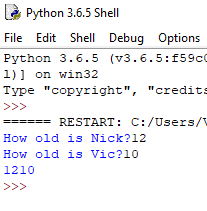 Python 3.6.5 Shell
File Edit Shell Debug Options
Python 3.6.5 (v3.6.5:f59c0
1)] on win32
Type "copyright", "credits
>>>
====== RESTART: C:/Users/V
How old is Nick?12
How old is Vic?10
1210
>>>